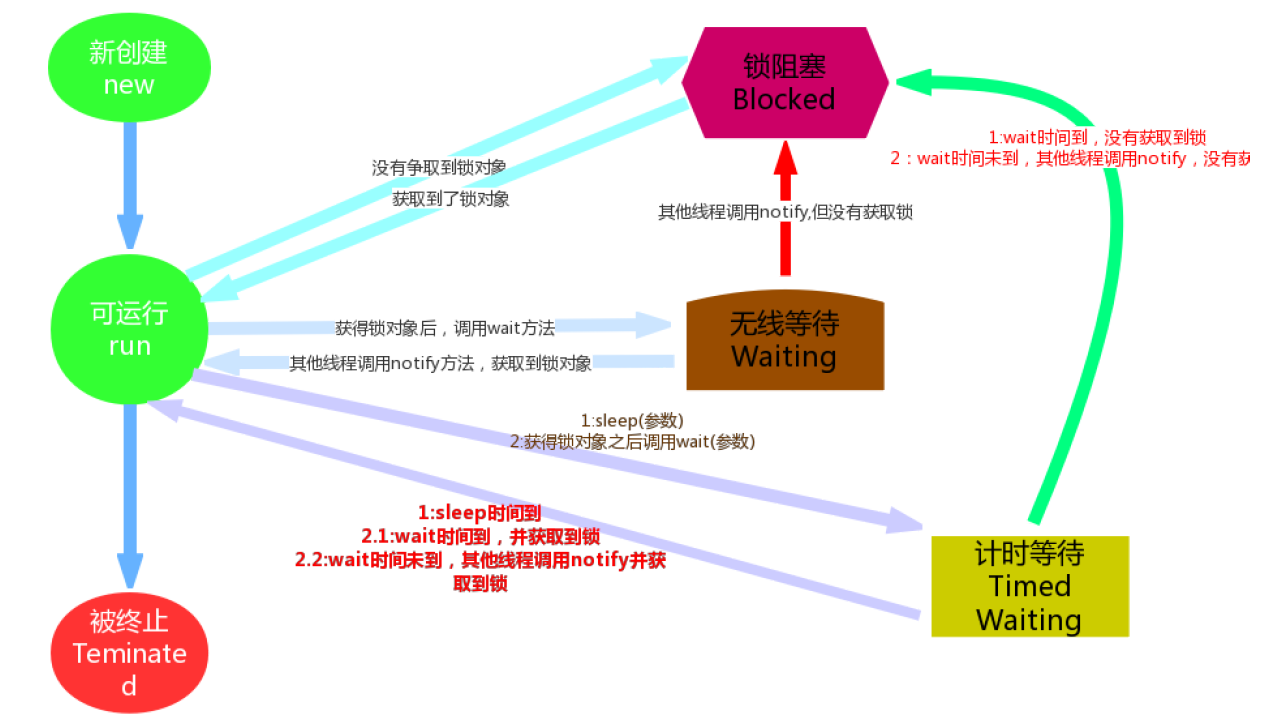 新创建
new
锁阻塞
Blocked
1:wait时间到，没有获取到锁
2：wait时间未到，其他线程调用notify，没有
没有争取到锁对象
获取到了锁对象
其他线程调用notify,但没有获取锁
可运行
run
获得锁对象后，调用wait方法
其他线程调用notify方法，获取到锁对象
无线等待
Waiting
1:sleep(参数)
2:获得锁对象之后调用wait(参数)
1:sleep时间到
2.1:wait时间到，并获取到锁
2.2:wait时间未到，其他线程调用notify并获
取到锁
计时等待
Timed
Waiting
被终止
Teminate
d